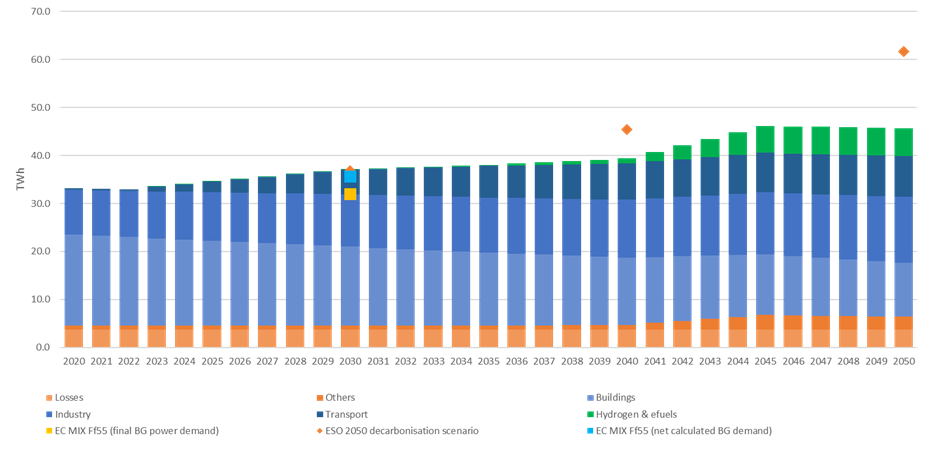 70.0
60.0
50.0
40.0
30.0
20.0
10.0
0.0
TWh
2020 2021 2022 2023 2024 2025 2026 2027 2028 2029 2030 2031 2032 2033 2034 2035 2036 2037 2038 2039 2040 2041 2042 2043 2044 2045 2046 2047 2048 2049 2050
Losses Others Buildings
Industry Transport Hydrogen & efuels
EC MIX Ff55 (final BG power demand) ESO 2050 decarbonisation scenario EC MIX Ff55 (net calculated BG demand)